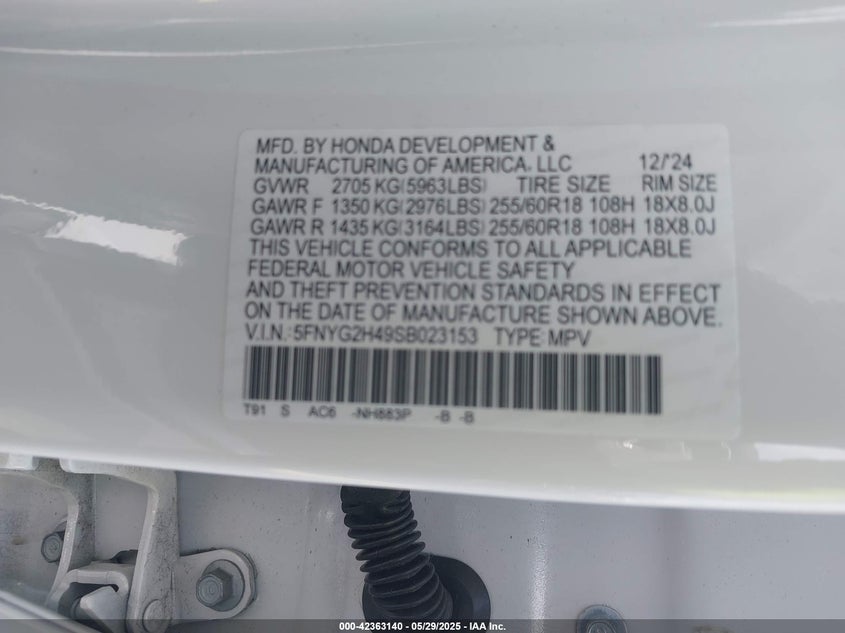 MFD. BY HONDA DEVELOPMENT &
MANUFACTURING OF AMERICA, LLC 12/'24
GVWR 2705 KG(5963LBS) TIRE SIZE RIM SIZE
GAWR F 1350 KG(2976LBS) 255/60R18 108H 18X8.0J
GAWR R 1435 KG(3164LBS) 255/60R18 108H 18X8.0J
THIS VEHICLE CONFORMS TO ALL APPLICABLE
FEDERAL MOTOR VEHICLE SAFETY
AND THEFT PREVENTION STANDARDS IN EFFECT
ON THE DATE OF MANUFACTURE SHOWN ABOVE.
V.I.N.: 5FNYG2H49SB023153 TYPE: MPV
T91 S AC6 -NH883P -B -B
000-42363140 - 05/29/2025 - IAA Inc.